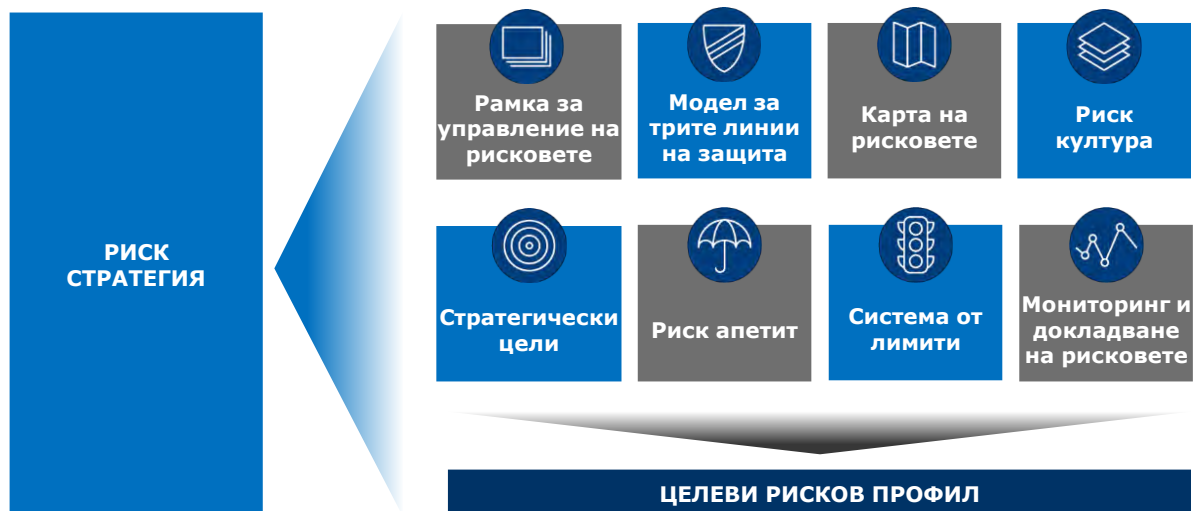 РИСК
СТРАТЕГИЯ
Рамка за
управление на
рисковете
Модел за
трите линии
на защита
Карта на
рисковете
Риск
култура
Стратегически
цели
Риск апетит
Система от
лимити
Мониторинг и
докладване
на рисковете
ЦЕЛЕВИ РИСКОВ ПРОФИЛ